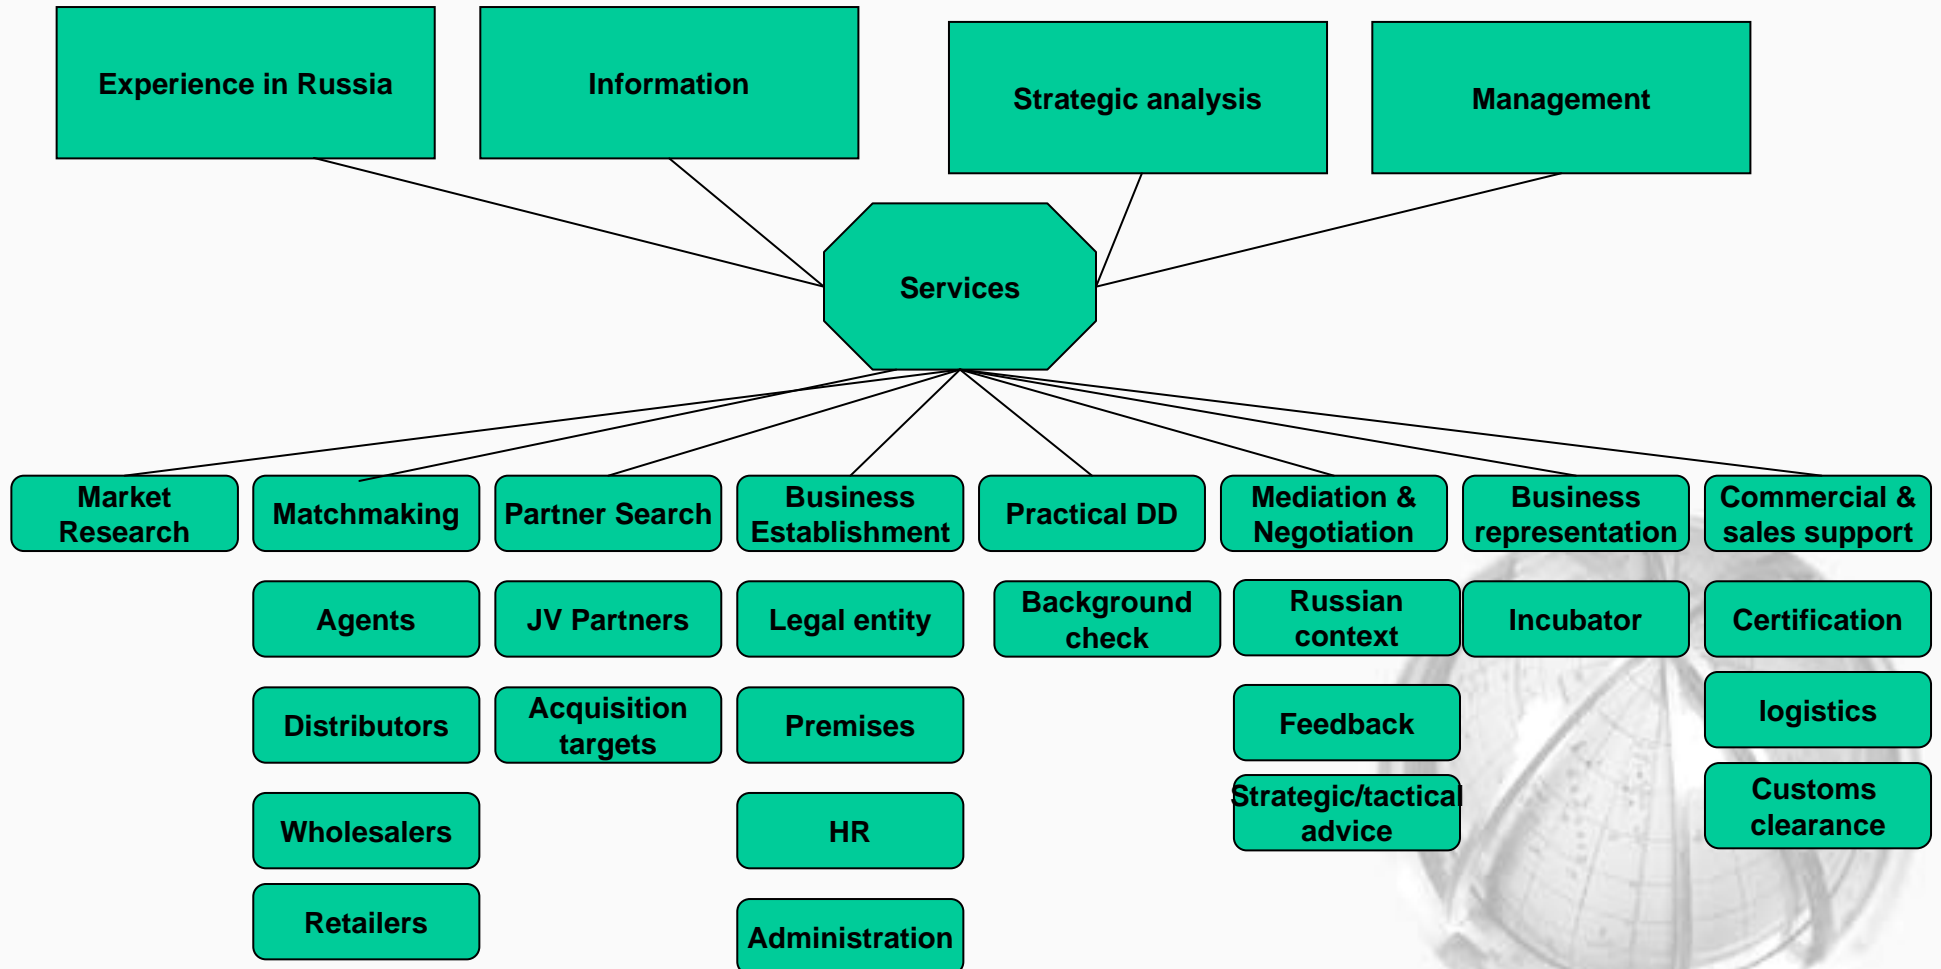 Experience in Russia
Information
Strategic analysis
Management
Services
Market
Research
Matchmaking
Partner Search
Business
Establishment
Practical DD
Mediation &
Negotiation
Business
representation
Commercial &
sales support
Agents
JV Partners
Legal entity
Background
check
Russian
context
Incubator
Certification
Distributors
Acquisition
targets
Premises
Feedback
logistics
Wholesalers
HR
Strategic/tactical
advice
Customs
clearance
Retailers
Administration